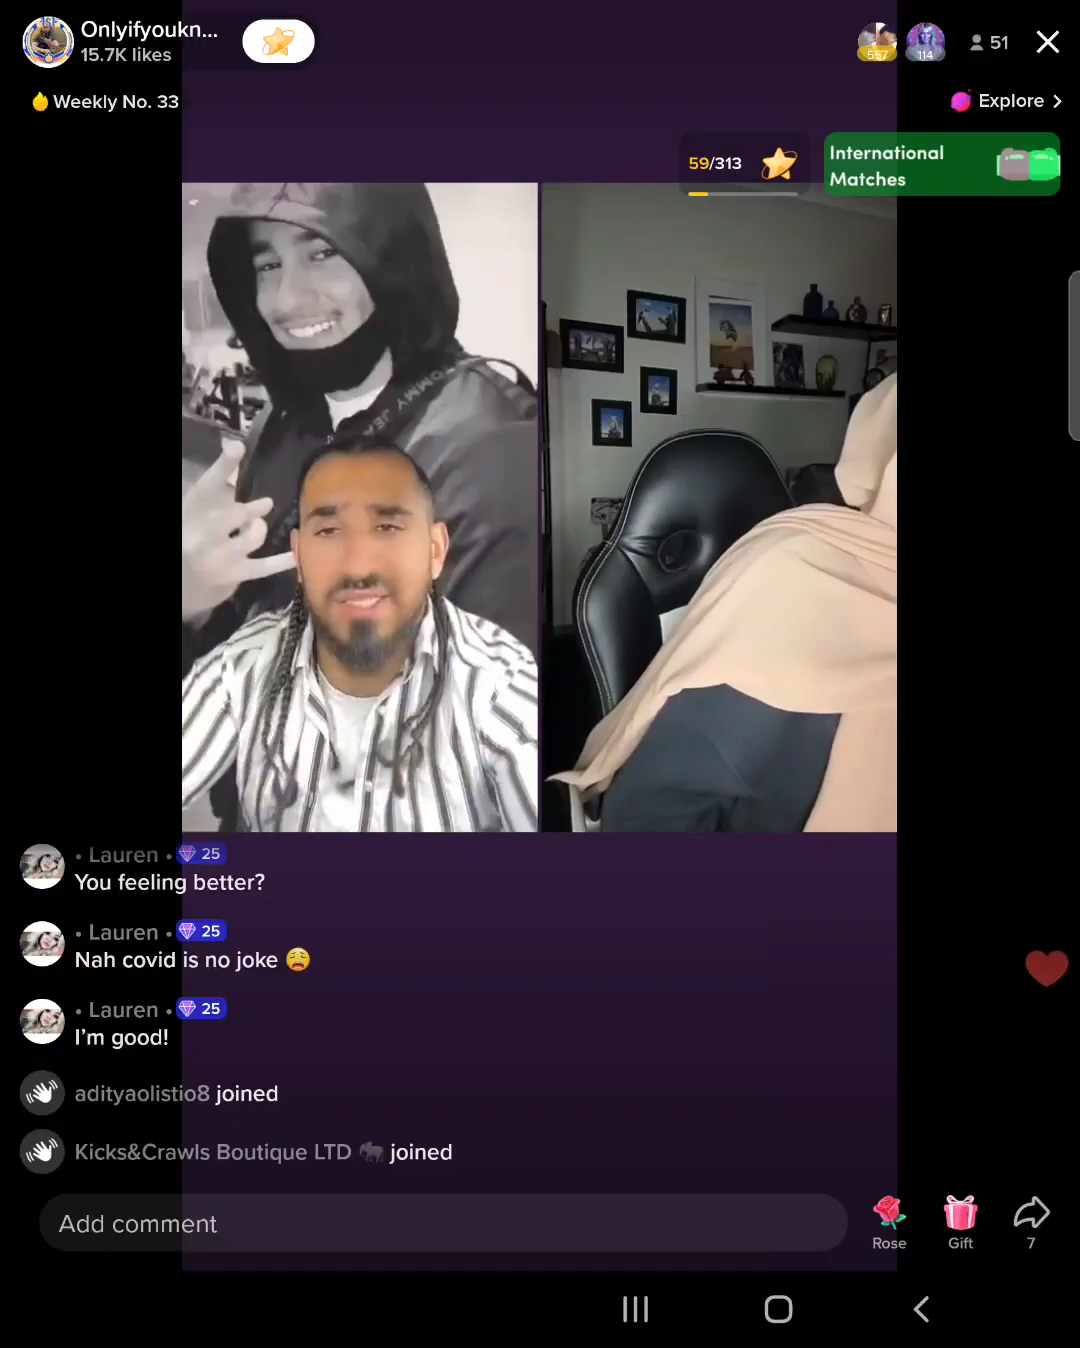 Onlyifyoukn...
15.7K likes
557
114
51
Weekly No. 33
Explore
59/313
International
Matches
TOMMY JEA
• Lauren • 25
You feeling better?
• Lauren • 25
Nah covid is no joke 😩
• Lauren • 25
I'm good!
adityaolistio8 joined
Kicks&Crawls Boutique LTD 🐘 joined
Add comment
Rose
Gift
7